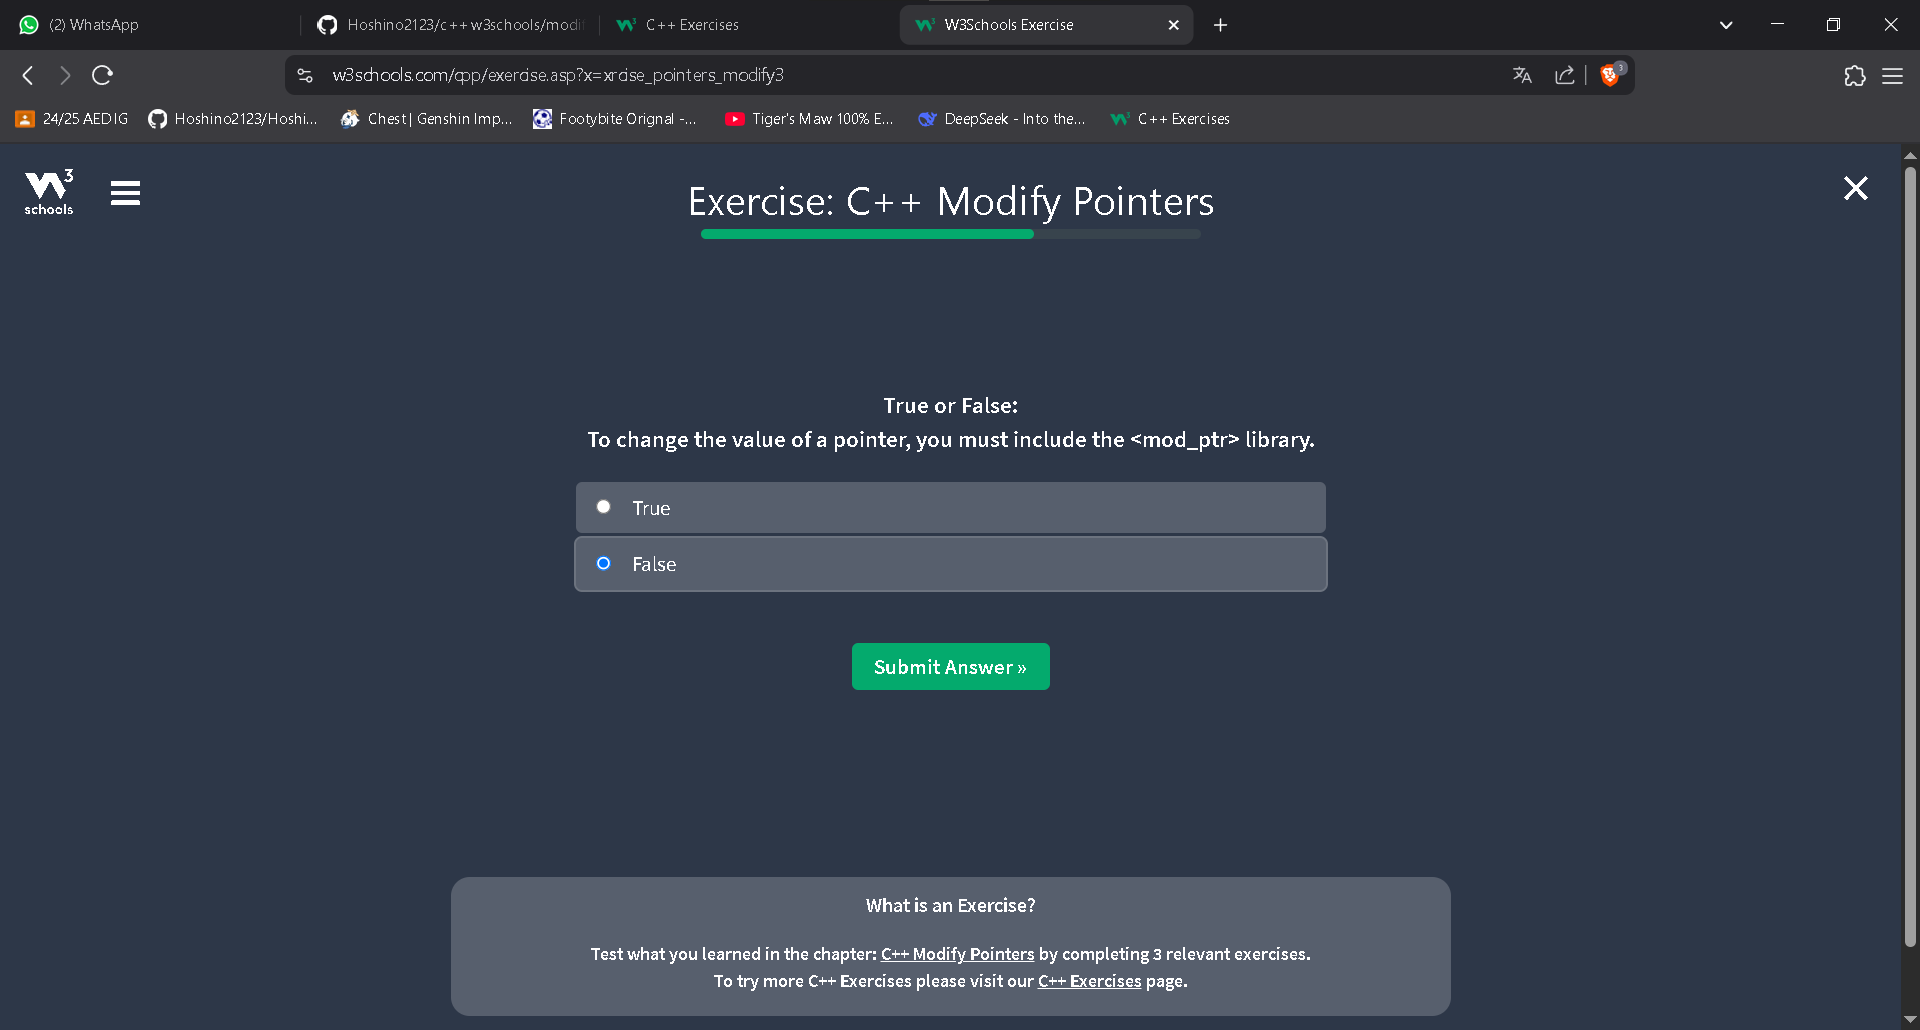 (2) WhatsApp
Hoshino2123/c++ w3schools/modif
C++ Exercises
W3Schools Exercise
w3schools.com/cpp/exercise.asp?x=xrcise_pointers_modify3
3
24/25 AEDIG
Hoshino2123/Hoshi...
Chest | Genshin Imp...
Footybite Orignal -...
Tiger's Maw 100% E...
DeepSeek - Into the...
C++ Exercises
3
schools
Exercise: C++ Modify Pointers
True or False:
To change the value of a pointer, you must include the <mod_ptr> library.
True
False
Submit Answer »
What is an Exercise?
Test what you learned in the chapter: C++ Modify Pointers by completing 3 relevant exercises.
To try more C++ Exercises please visit our C++ Exercises page.